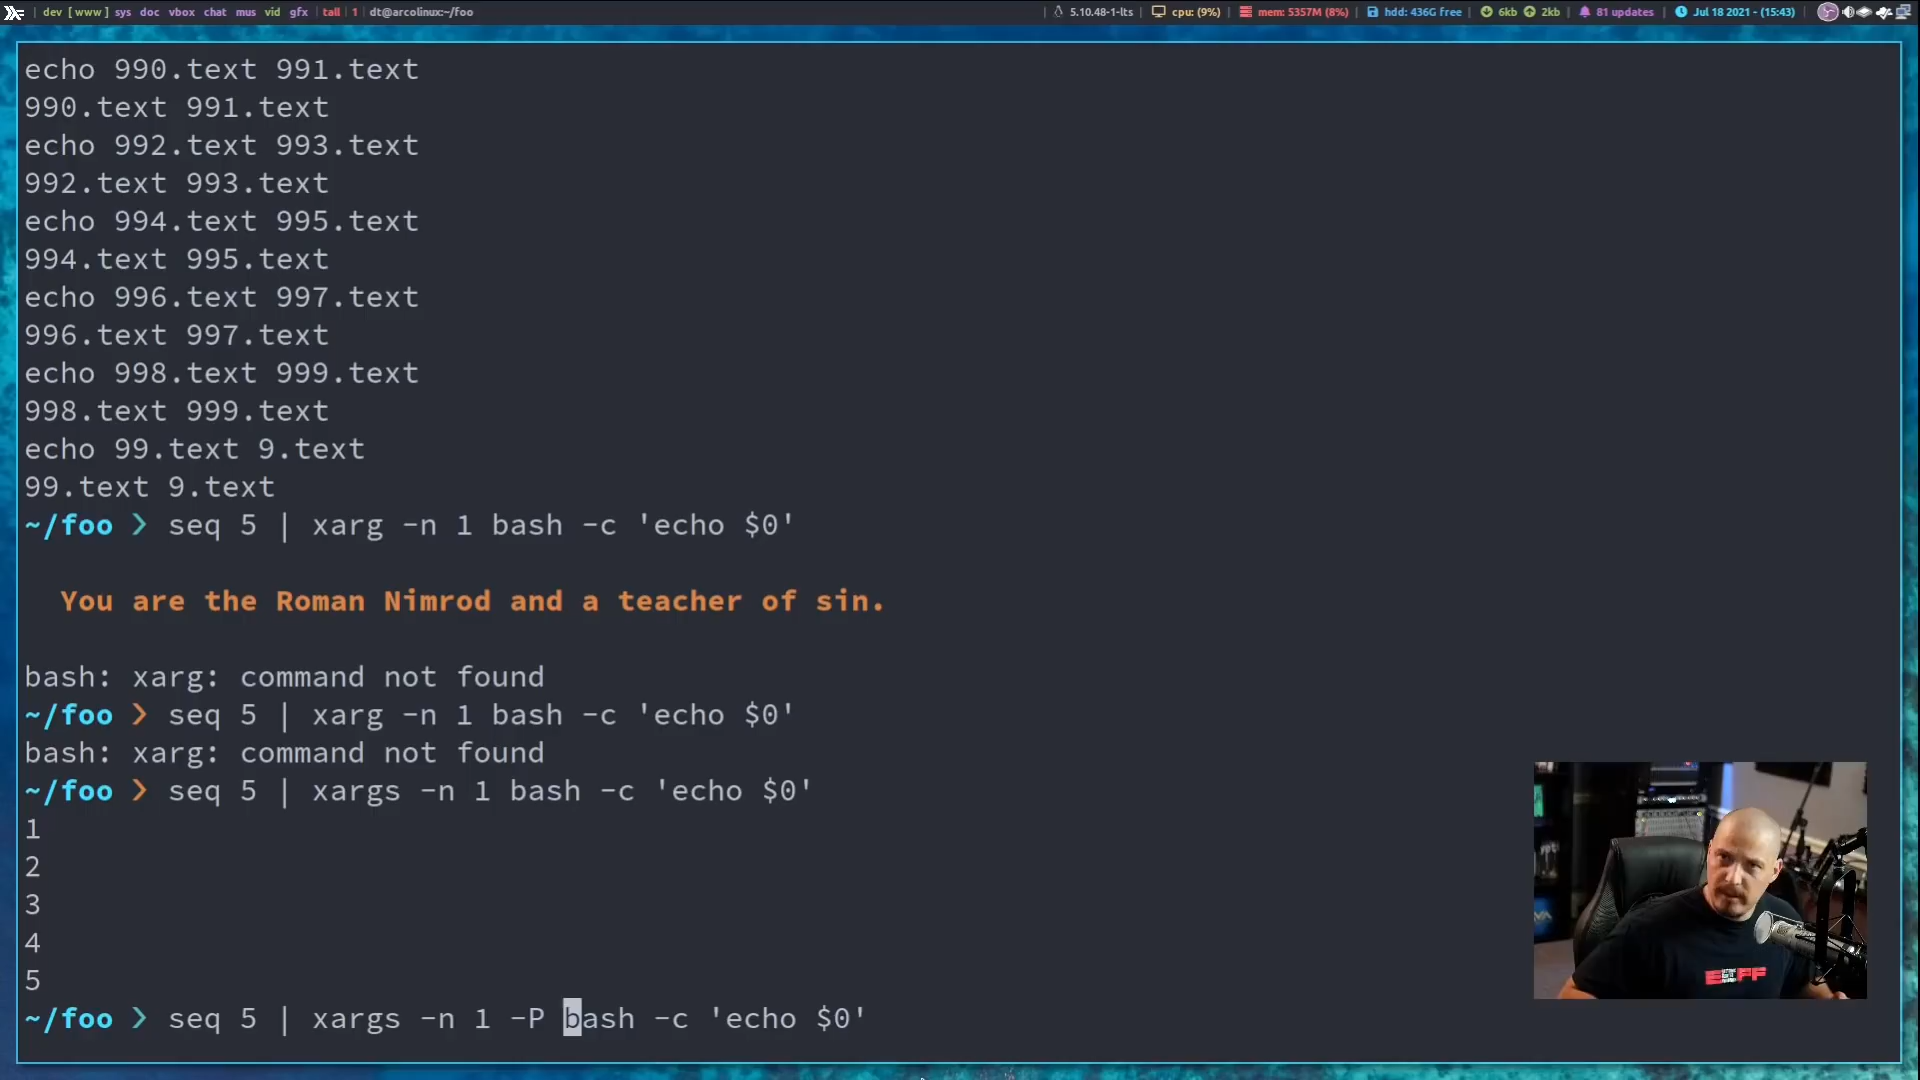 dev [ www ] sys doc vbox chat mus vid gfx | tall | 1 | dt@arcolinux:~/foo | 5.10.48-1-lts | cpu: (9%) | mem: 5357M (8%) | hdd: 436G free | 6kb 2kb | 81 updates | Jul 18 2021 - (15:43) |
echo 990.text 991.text
990.text 991.text
echo 992.text 993.text
992.text 993.text
echo 994.text 995.text
994.text 995.text
echo 996.text 997.text
996.text 997.text
echo 998.text 999.text
998.text 999.text
echo 99.text 9.text
99.text 9.text
~/foo ❯ seq 5 | xarg -n 1 bash -c 'echo $0'
You are the Roman Nimrod and a teacher of sin.
bash: xarg: command not found
~/foo ❯ seq 5 | xarg -n 1 bash -c 'echo $0'
bash: xarg: command not found
~/foo ❯ seq 5 | xargs -n 1 bash -c 'echo $0'
1
2
3
4
5
~/foo ❯ seq 5 | xargs -n 1 -P bash -c 'echo $0'